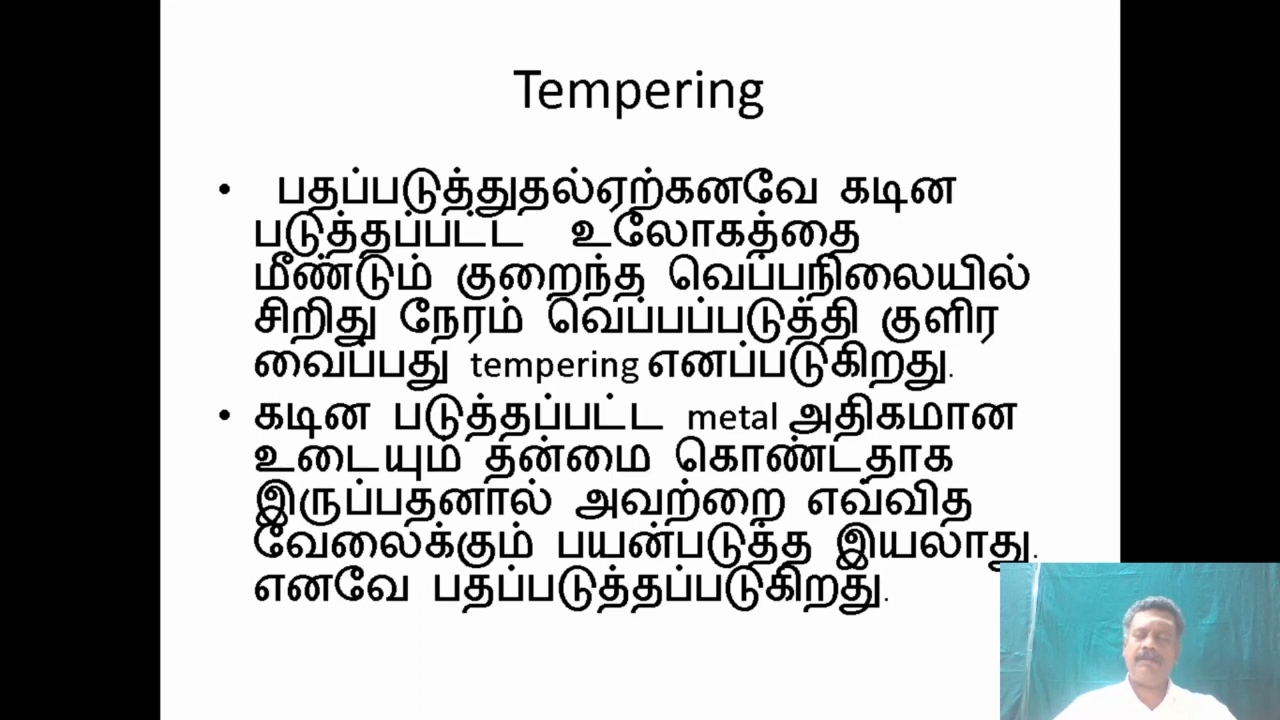 Tempering
• பதப்படுத்துதல்ஏற்கனவே கடின
படுத்தப்பட்ட உலோகத்தை
மீண்டும் குறைந்த வெப்பநிலையில்
சிறிது நேரம் வெப்பப்படுத்தி குளிர
வைப்பது tempering எனப்படுகிறது.
• கடின படுத்தப்பட்ட metal அதிகமான
உடையும் தன்மை கொண்டதாக
இருப்பதனால் அவற்றை எவ்வித
வேலைக்கும் பயன்படுத்த இயலாது.
எனவே பதப்படுத்தப்படுகிறது.